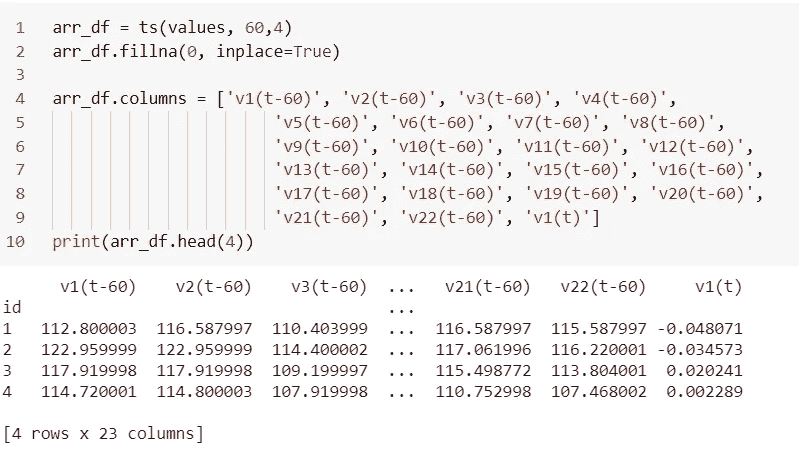 1 arr_df = ts(values, 60,4)
2 arr_df.fillna(0, inplace=True)
3
4 arr_df.columns = ['v1(t-60)', 'v2(t-60)', 'v3(t-60)', 'v4(t-60)',
5 'v5(t-60)', 'v6(t-60)', 'v7(t-60)', 'v8(t-60)',
6 'v9(t-60)', 'v10(t-60)', 'v11(t-60)', 'v12(t-60)',
7 'v13(t-60)', 'v14(t-60)', 'v15(t-60)', 'v16(t-60)',
8 'v17(t-60)', 'v18(t-60)', 'v19(t-60)', 'v20(t-60)',
9 'v21(t-60)', 'v22(t-60)', 'v1(t)']
10 print(arr_df.head(4))
v1(t-60) v2(t-60) v3(t-60) ... v21(t-60) v22(t-60) v1(t)
id ...
1 112.800003 116.587997 110.403999 ... 116.587997 115.587997 -0.048071
2 122.959999 122.959999 114.400002 ... 117.061996 116.220001 -0.034573
3 117.919998 117.919998 109.199997 ... 115.498772 113.804001 0.020241
4 114.720001 114.800003 107.919998 ... 110.752998 107.468002 0.002289
[4 rows x 23 columns]